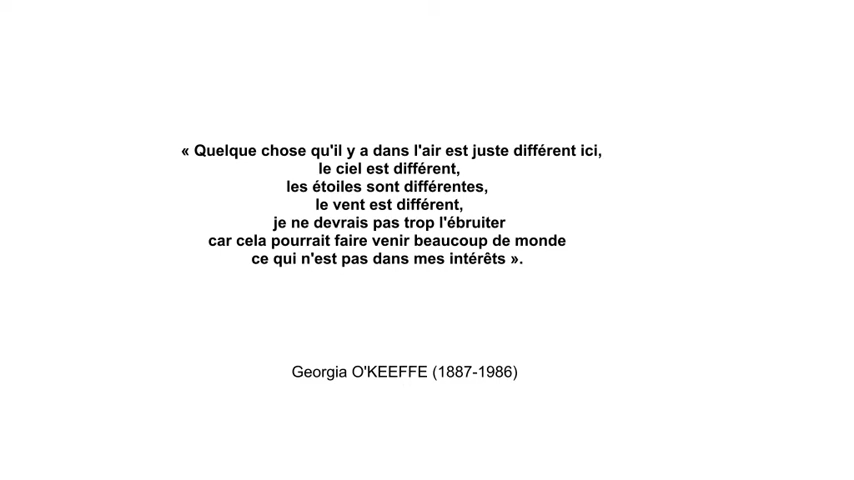 « Quelque chose qu'il y a dans l'air est juste différent ici,
le ciel est différent,
les étoiles sont différentes,
le vent est différent,
je ne devrais pas trop l'ébruiter
car cela pourrait faire venir beaucoup de monde
ce qui n'est pas dans mes intérêts ».
Georgia O'KEEFFE (1887-1986)